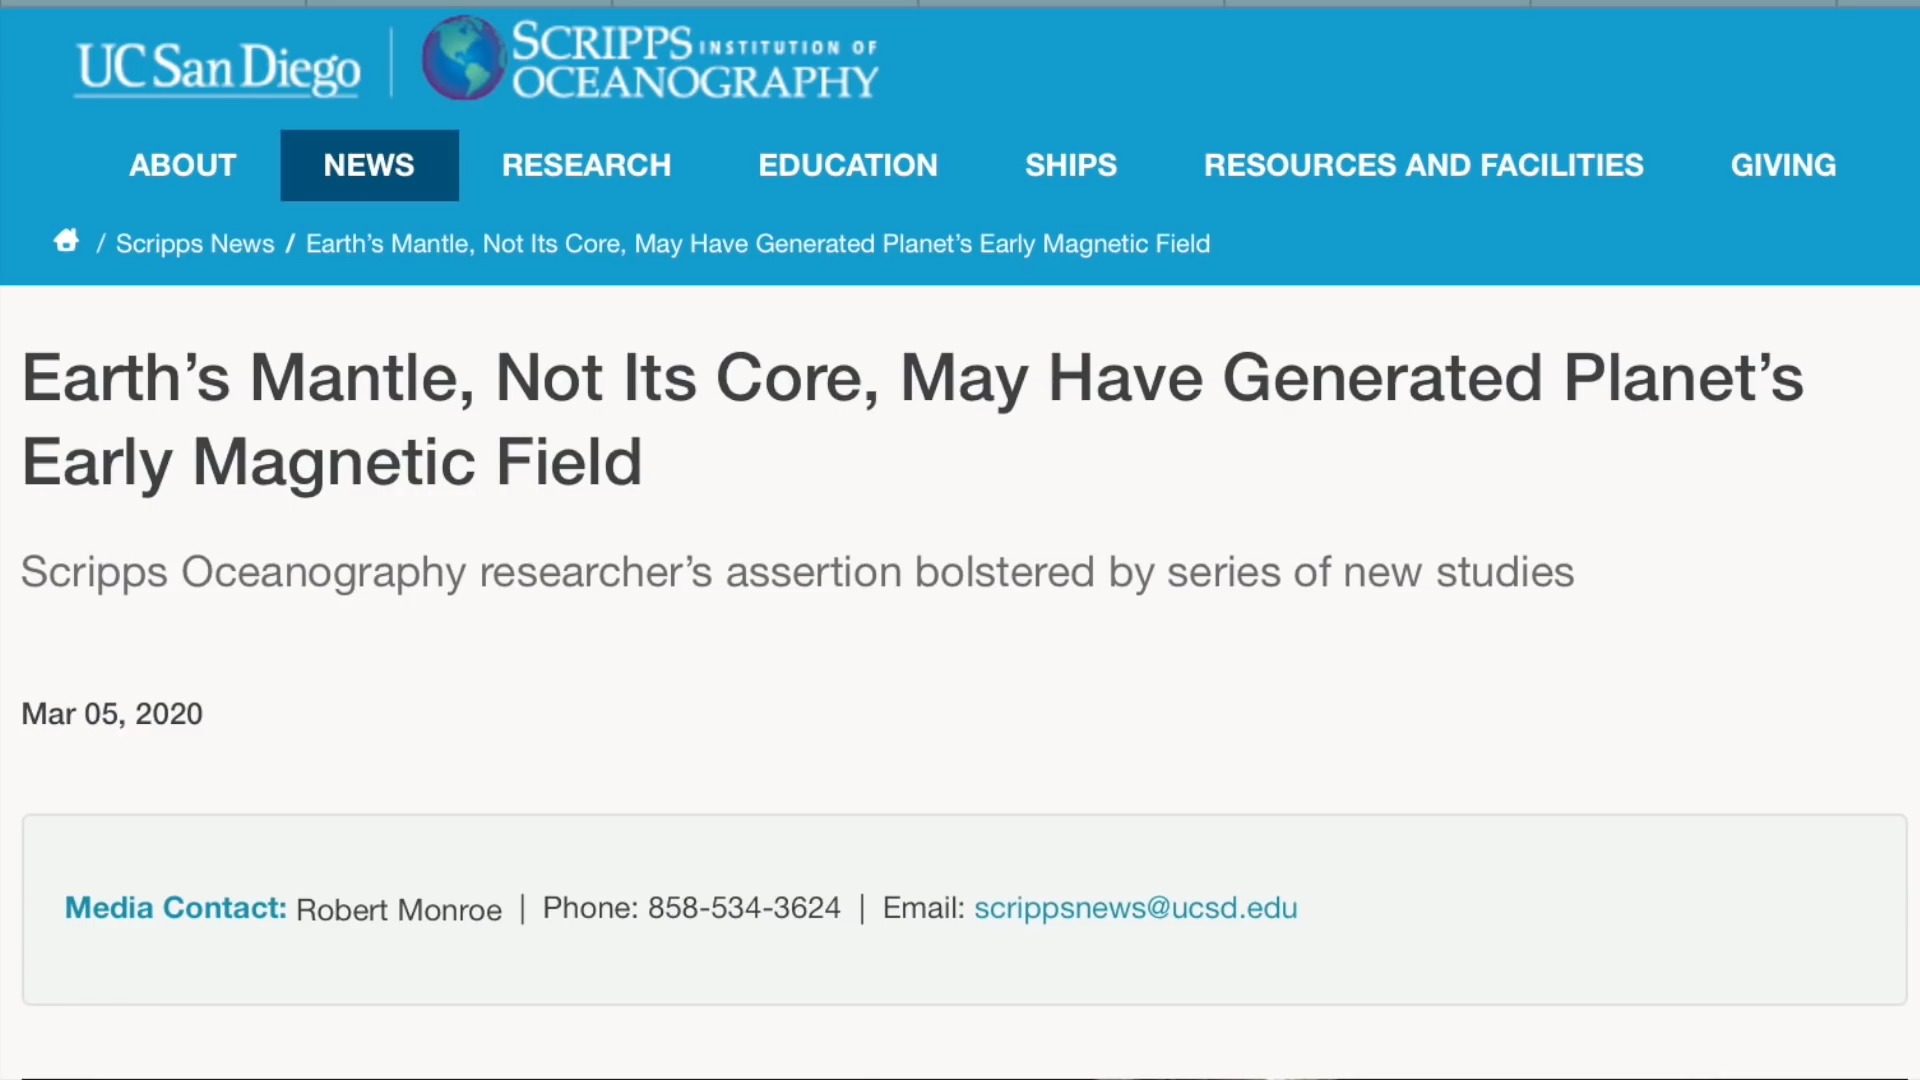 UC San Diego
SCRIPPS INSTITUTION OF
OCEANOGRAPHY
ABOUT NEWS RESEARCH EDUCATION SHIPS RESOURCES AND FACILITIES GIVING
/ Scripps News / Earth’s Mantle, Not Its Core, May Have Generated Planet’s Early Magnetic Field
Earth’s Mantle, Not Its Core, May Have Generated Planet’s
Early Magnetic Field
Scripps Oceanography researcher’s assertion bolstered by series of new studies
Mar 05, 2020
Media Contact: Robert Monroe | Phone: 858-534-3624 | Email: scrippsnews@ucsd.edu